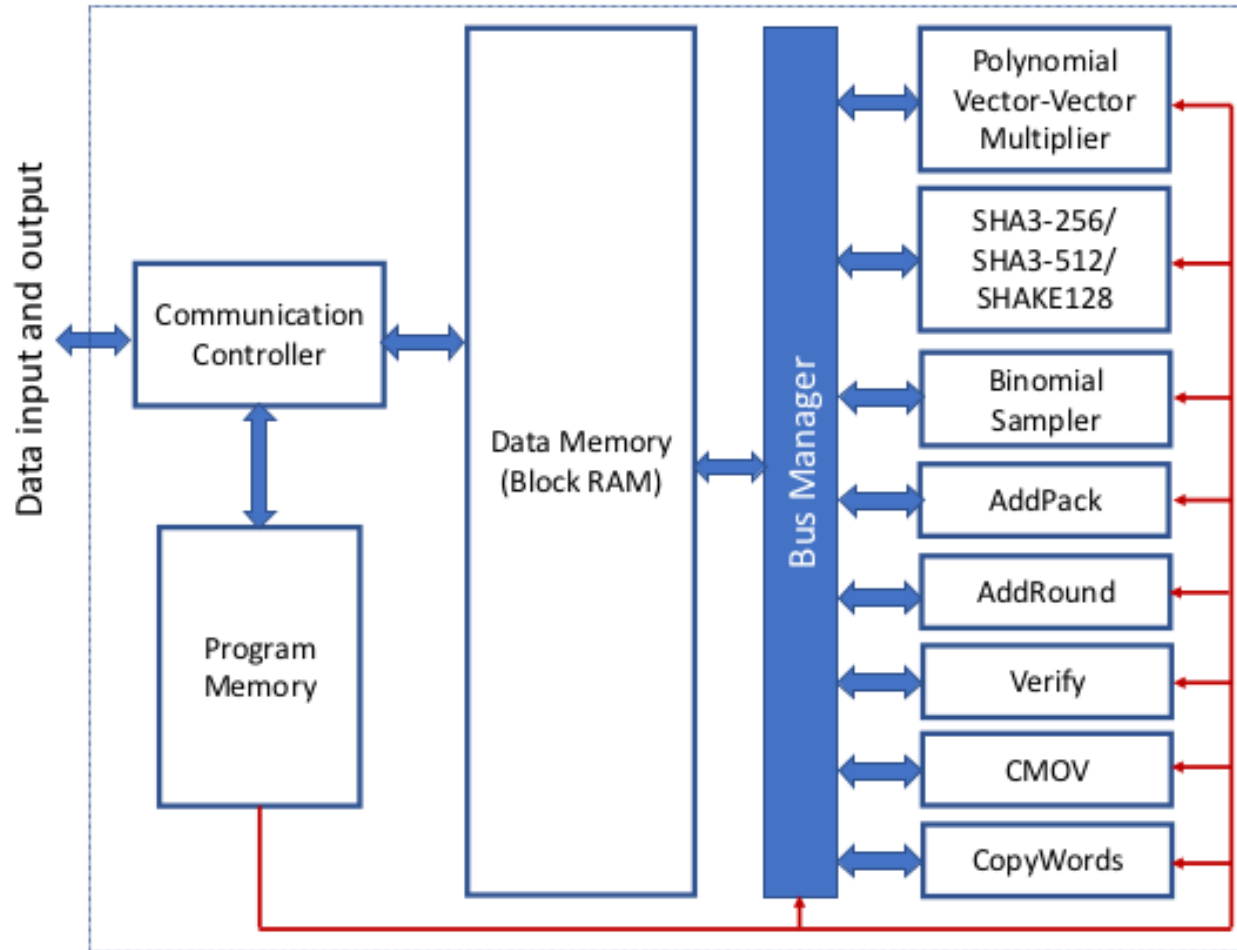 Data input and output
Communication
Controller
Program
Memory
Data Memory
(Block RAM)
Bus Manager
Polynomial
Vector-Vector
Multiplier
SHA3-256/
SHA3-512/
SHAKE128
Binomial
Sampler
AddPack
AddRound
Verify
CMOV
CopyWords